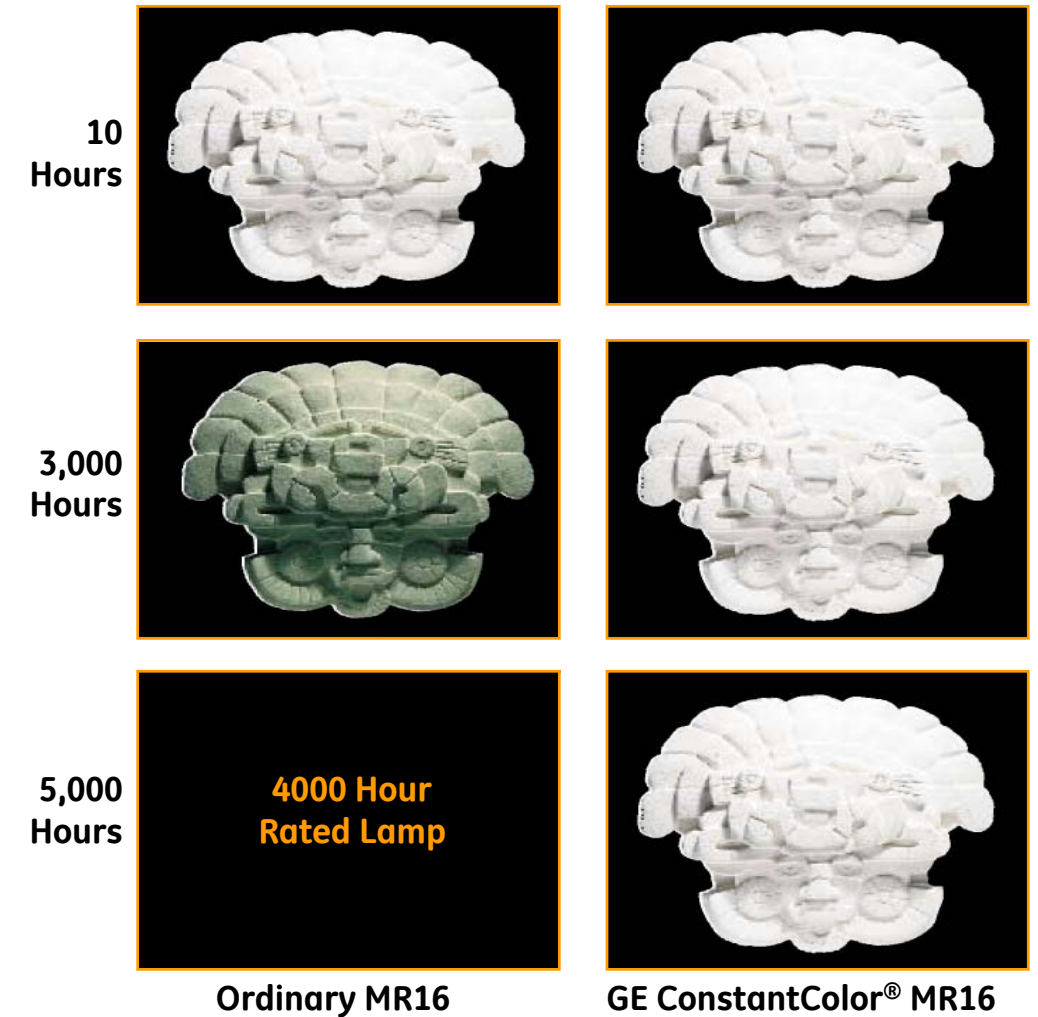 10
Hours
3,000
Hours
5,000
Hours
4000 Hour
Rated Lamp
Ordinary MR16
GE ConstantColor® MR16